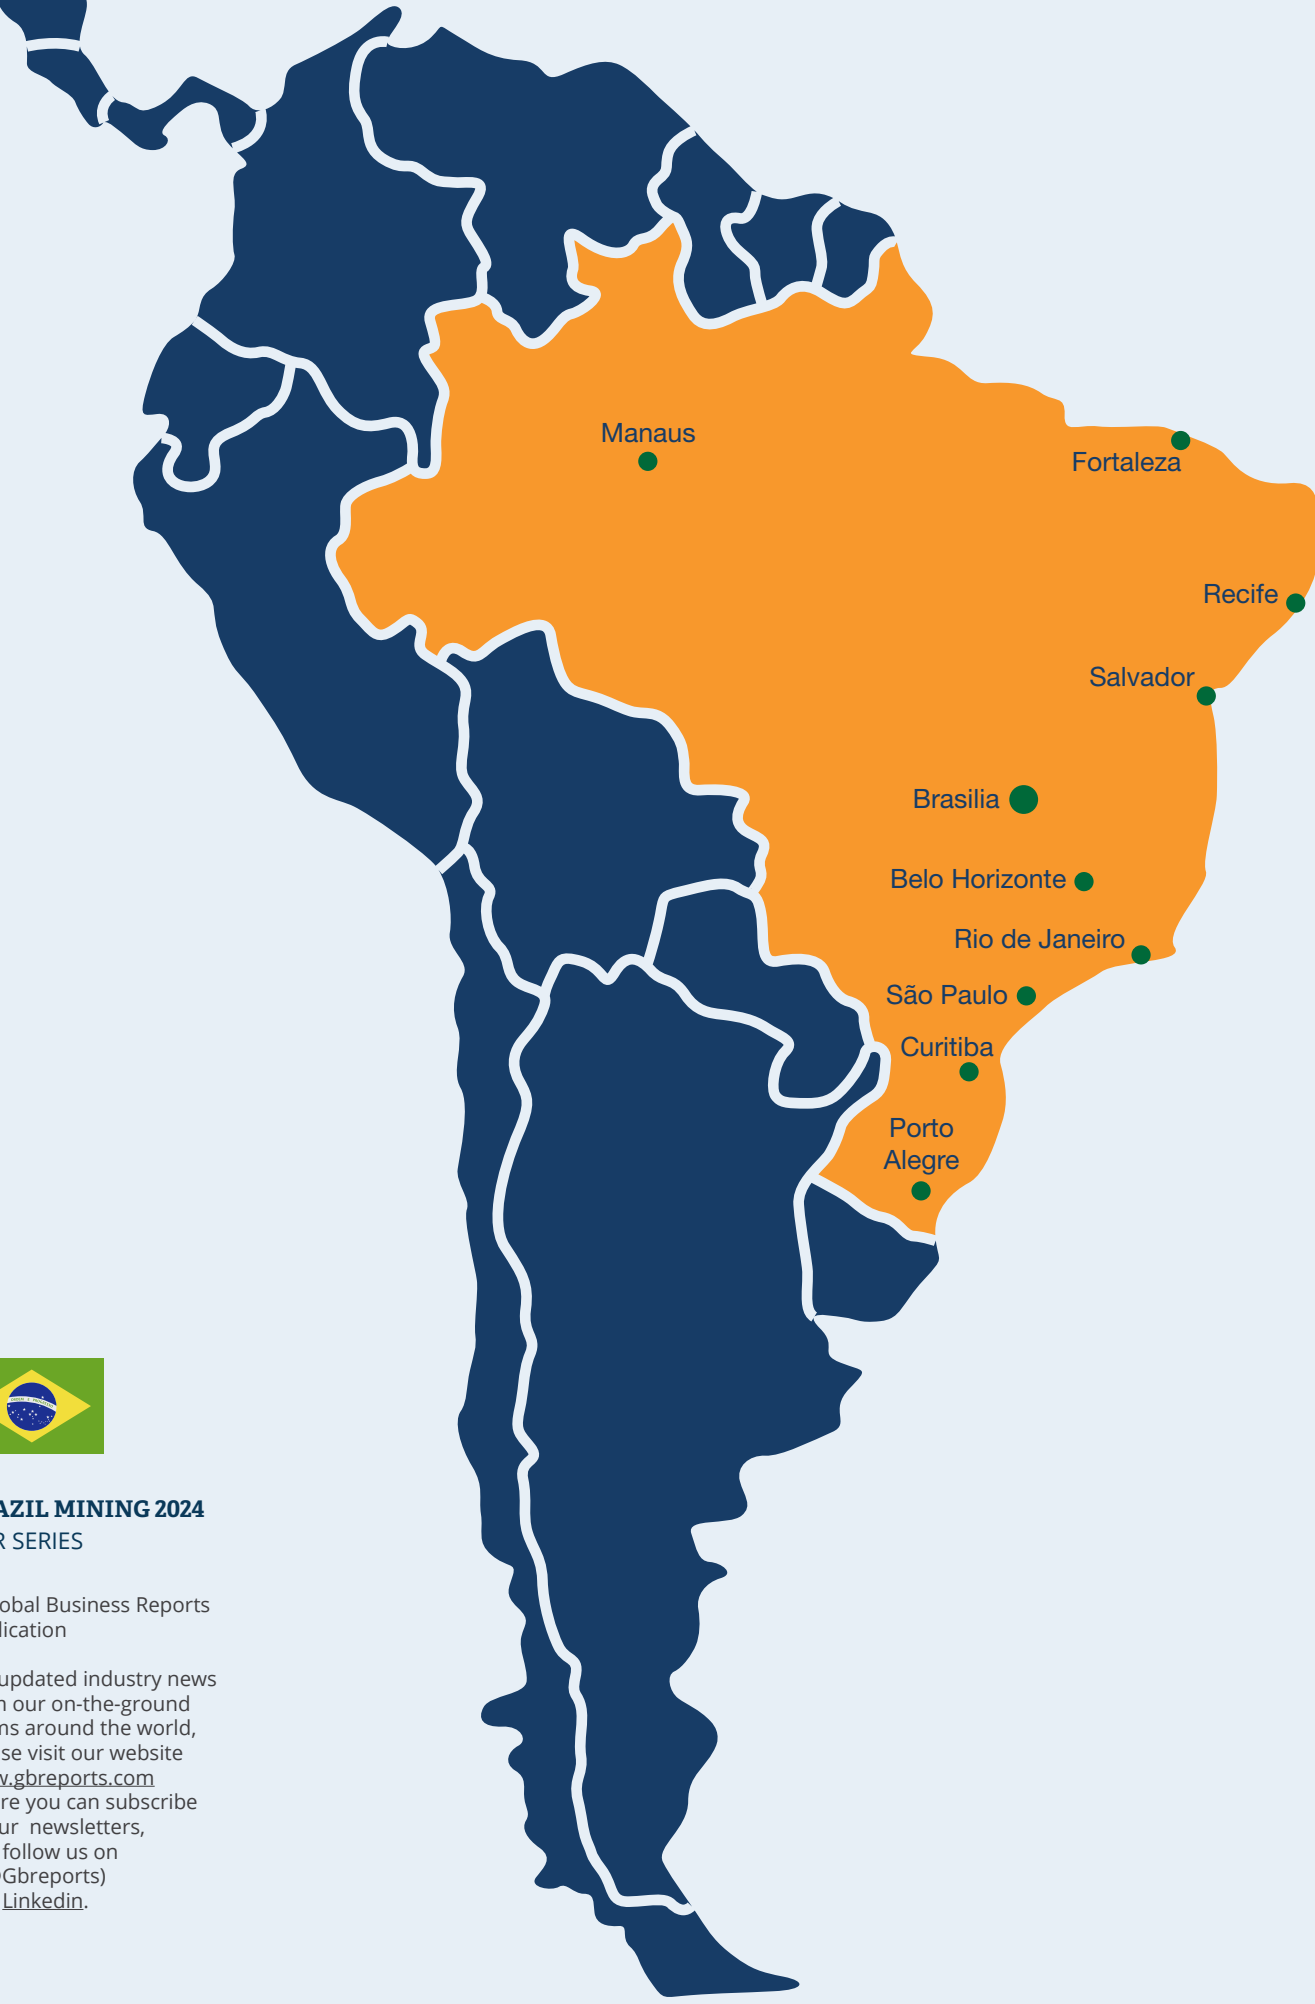 Manaus
Fortaleza
Recife
Salvador
Brasilia
Belo Horizonte
Rio de Janeiro
São Paulo
Curitiba
Porto
Alegre
AZIL MINING 2024
R SERIES
obal Business Reports
lication
updated industry news
n our on-the-ground
ms around the world,
se visit our website
w.gbreports.com
re you can subscribe
ur newsletters,
follow us on
Gbreports)
Linkedin.